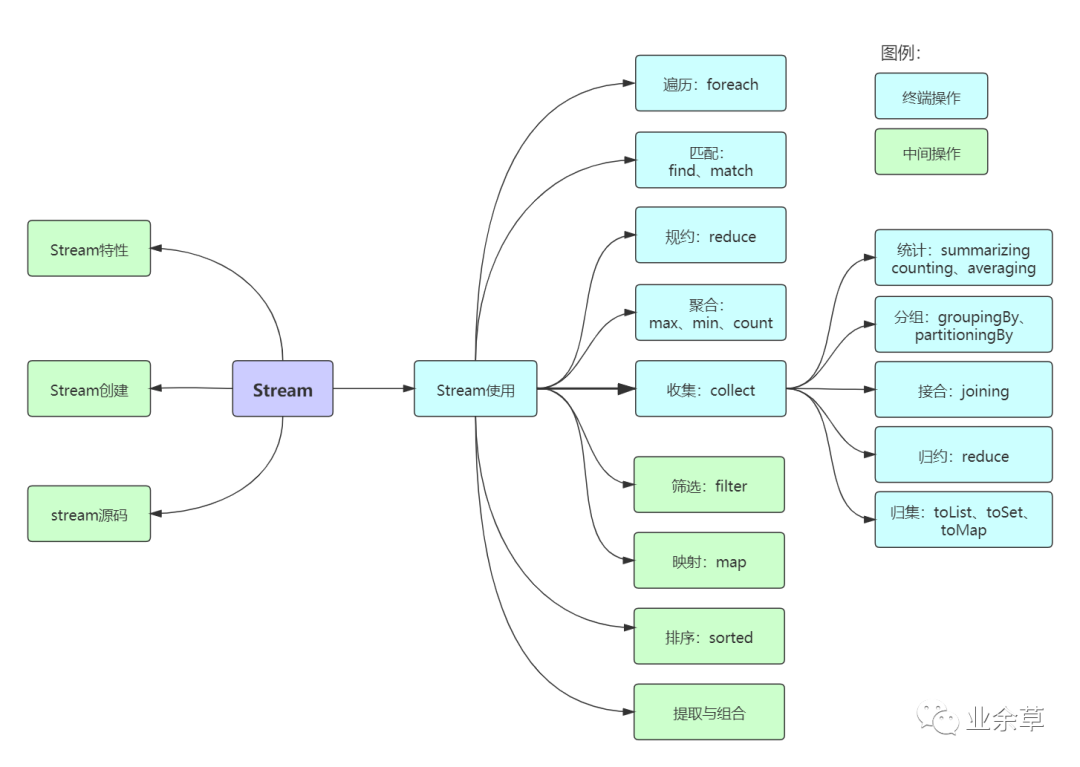 图例：
终端操作
中间操作
Stream特性
Stream创建
stream源码
Stream
Stream使用
遍历：foreach
匹配：
find、match
规约：reduce
聚合：
max、min、count
收集：collect
筛选：filter
映射：map
排序：sorted
提取与组合
统计：summarizing
counting、averaging
分组：groupingBy、
partitioningBy
接合：joining
归约：reduce
归集：toList、toSet、
toMap
业余草